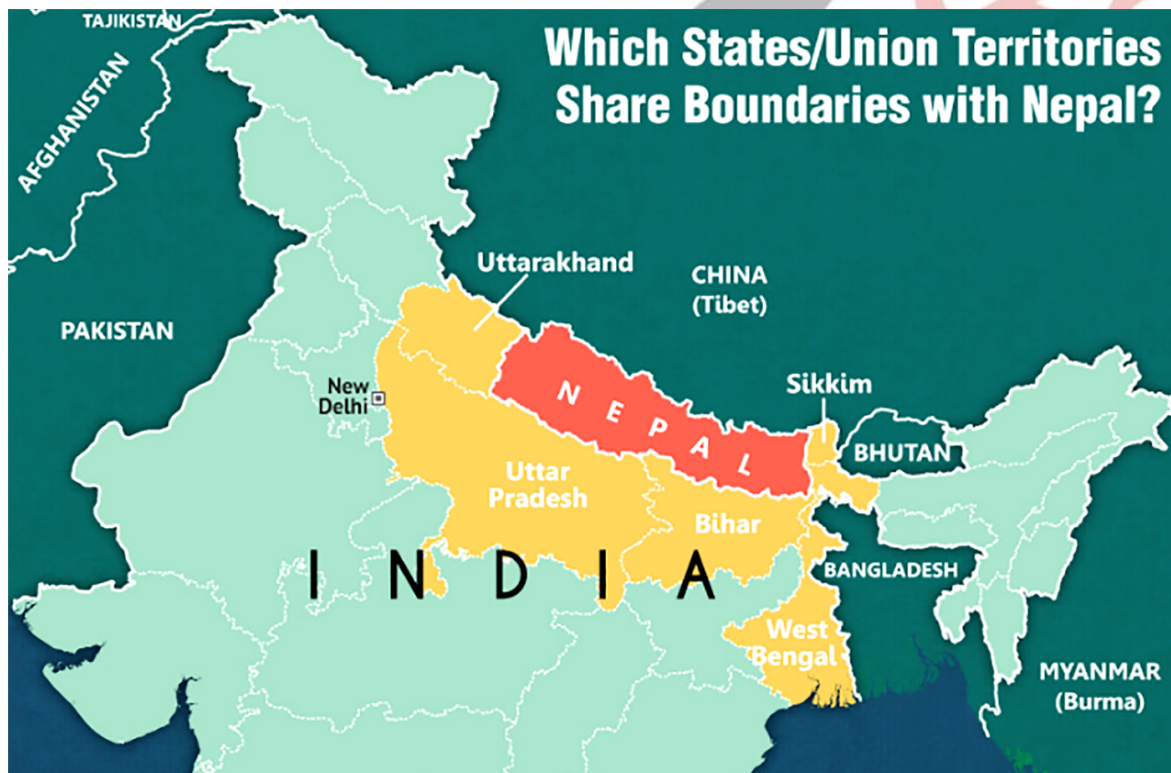 Which States/Union Territories
Share Boundaries with Nepal?
TAJIKISTAN
AFGHANISTAN
PAKISTAN
Uttarakhand
CHINA
(Tibet)
New
Delhi
NEPAL
Sikkim
BHUTAN
Uttar
Pradesh
Bihar
INDIA
BANGLADESH
West
Bengal
MYANMAR
(Burma)